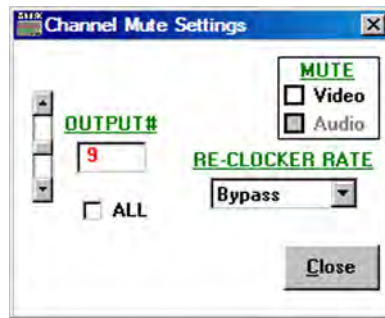 Channel Mute Settings
MUTE
Video
OUTPUT#
Audio
9
RE-CLOCKER RATE
ALL
Bypass
Close